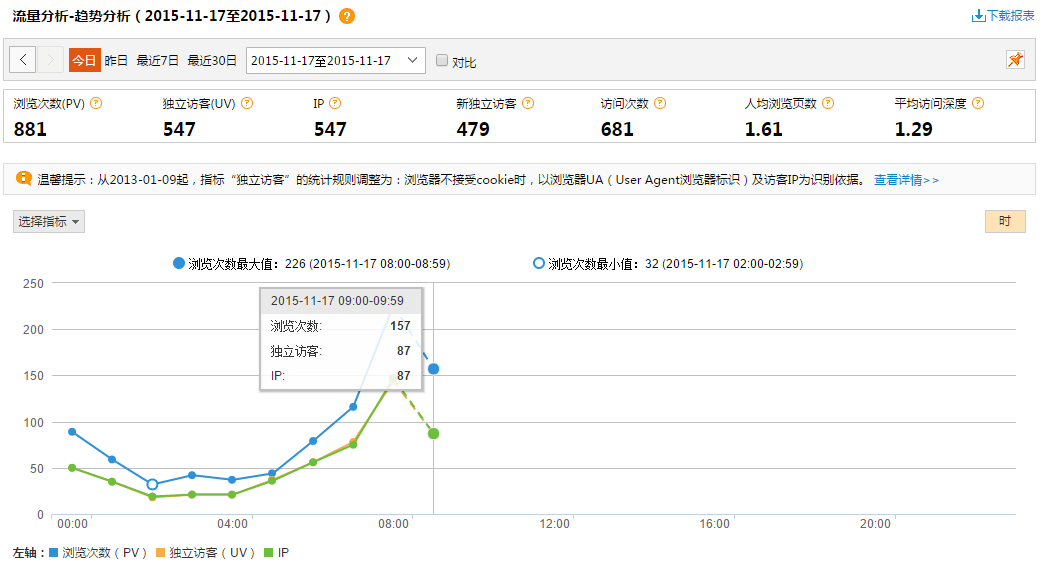 流量分析-趋势分析（2015-11-17至2015-11-17） ?
下载报表
今日 昨日 最近7日 最近30日 2015-11-17至2015-11-17 对比
浏览次数(PV) ? 独立访客(UV) ? IP ? 新独立访客 ? 访问次数 ? 人均浏览页数 ? 平均访问深度 ?
881 547 547 479 681 1.61 1.29
温馨提示：从2013-01-09起，指标“独立访客”的统计规则调整为：浏览器不接受cookie时，以浏览器UA（User Agent浏览器标识）及访客IP为识别依据。 查看详情>>
选择指标 时
浏览次数最大值：226 (2015-11-17 08:00-08:59) 浏览次数最小值：32 (2015-11-17 02:00-02:59)
250
200
150
100
50
0
2015-11-17 09:00-09:59
浏览次数: 157
独立访客: 87
IP: 87
00:00 04:00 08:00 12:00 16:00 20:00
左轴：浏览次数（PV） 独立访客（UV） IP